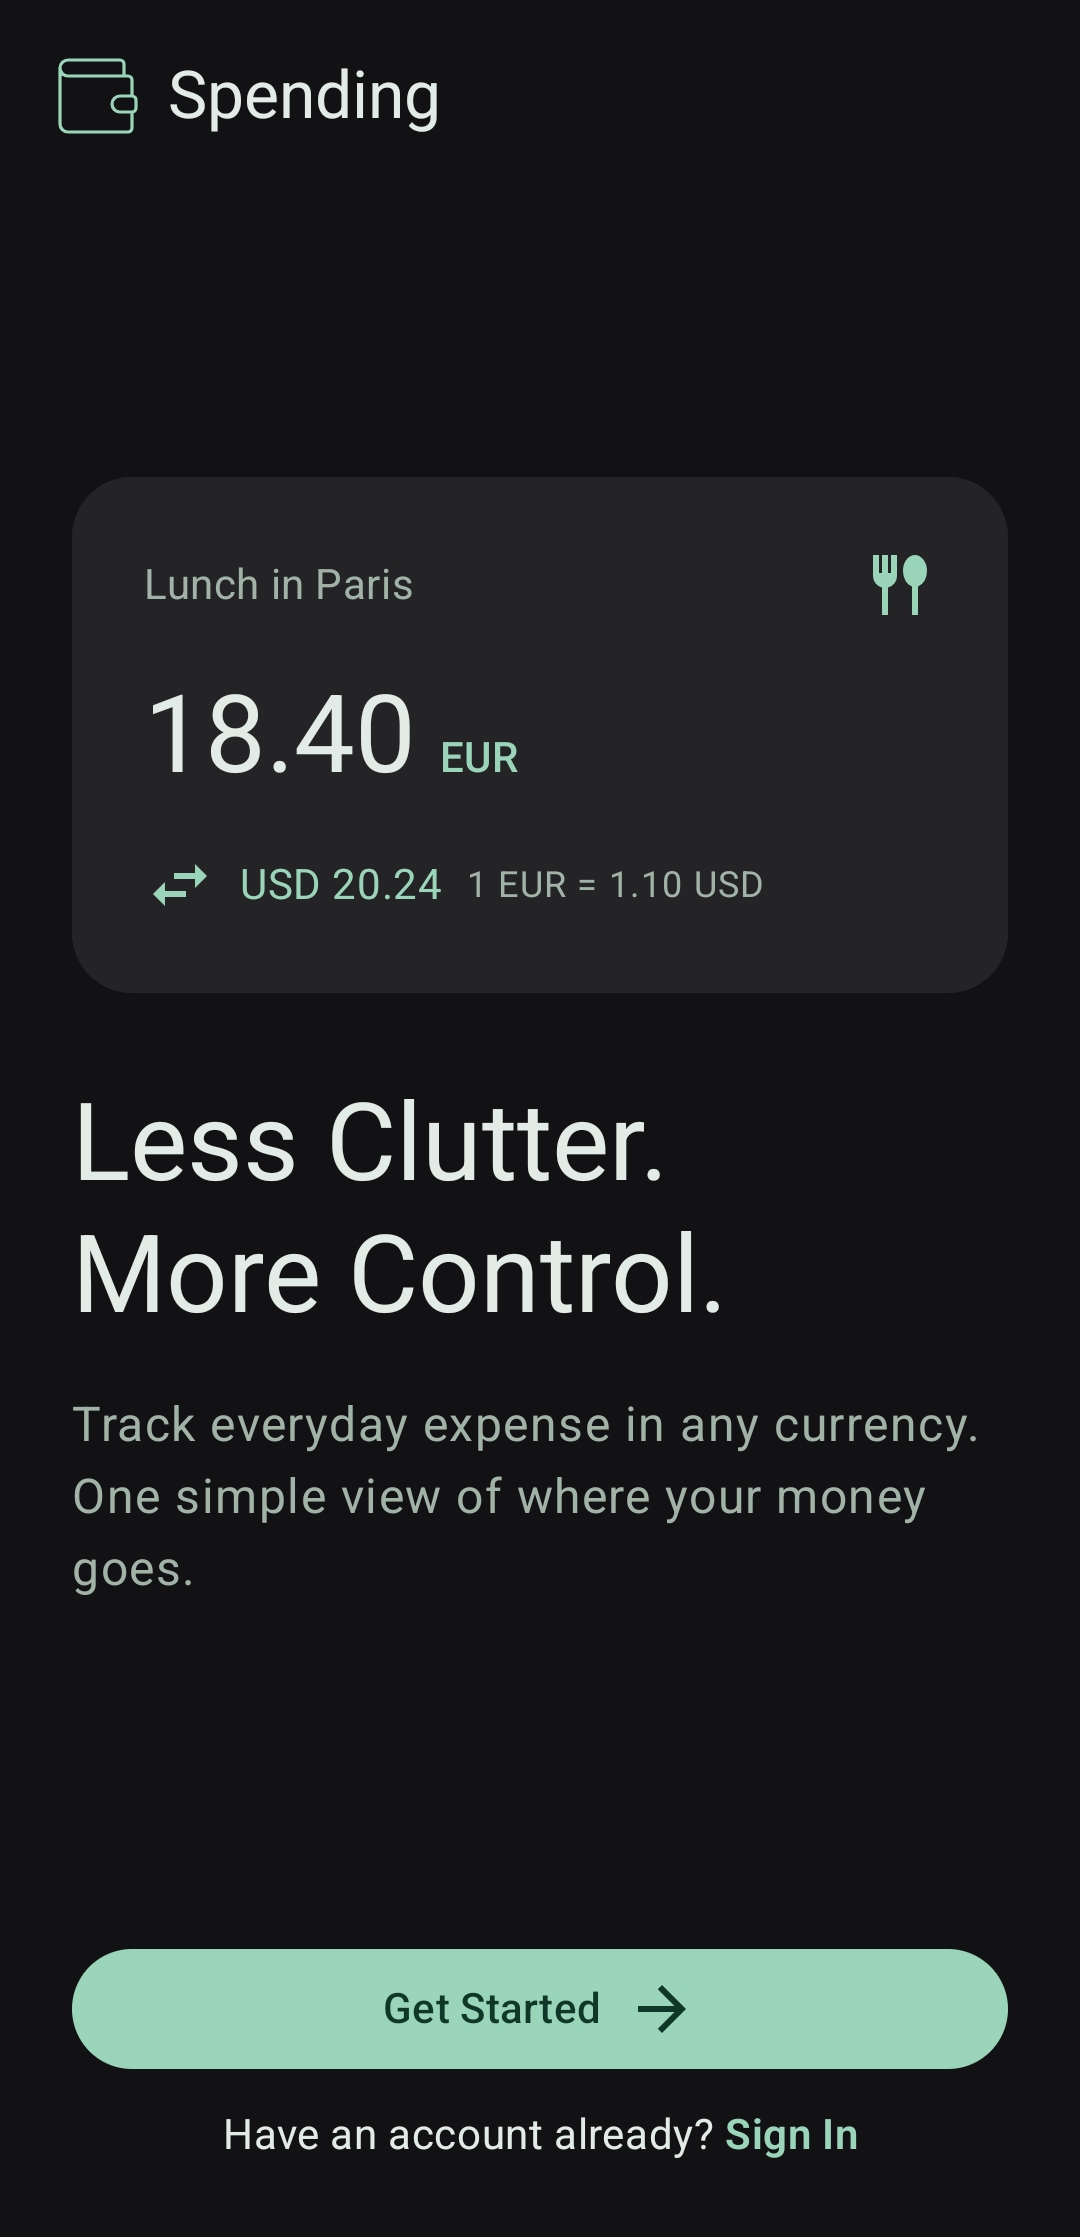 Spending
Lunch in Paris
18.40 EUR
USD 20.24 1 EUR = 1.10 USD
Less Clutter.
More Control.
Track everyday expense in any currency.
One simple view of where your money
goes.
Get Started
Have an account already? Sign In